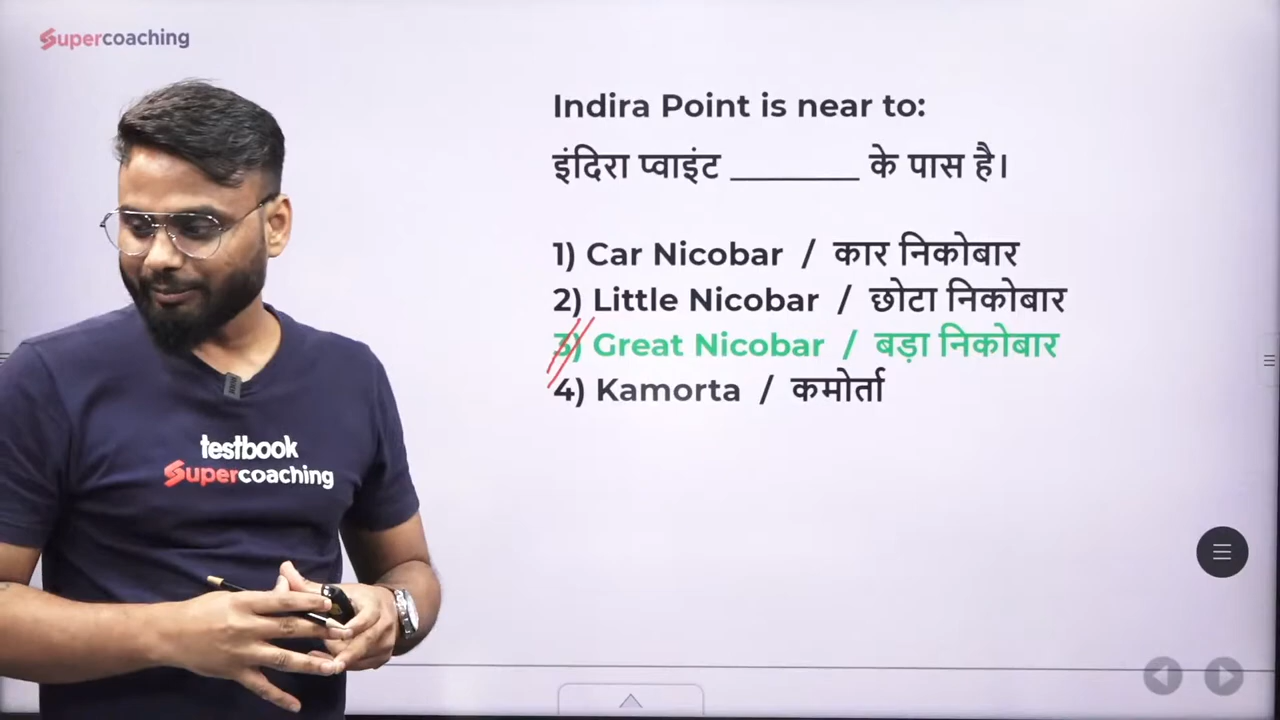 Supercoaching
Indira Point is near to:
इंदिरा प्वाइंट ________ के पास है।
1) Car Nicobar / कार निकोबार
2) Little Nicobar / छोटा निकोबार
3) Great Nicobar / बड़ा निकोबार
4) Kamorta / कमोर्ता
testbook
Supercoaching